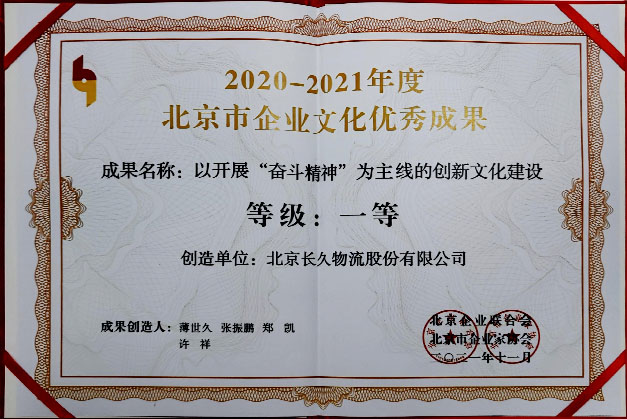 2020-2021年度
北京市企业文化优秀成果
成果名称：以开展“奋斗精神”为主线的创新文化建设
等级：一等
创造单位：北京长久物流股份有限公司
成果创造人：薄世久 张振鹏 郑 凯
许 祥
北京企业联合会
北京市企业家协会
二〇二一年十一月